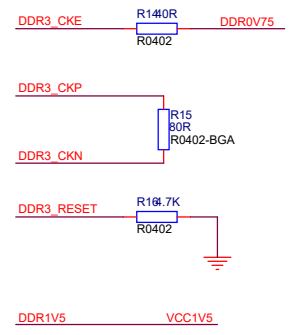 DDR3_CKE R14 40R DDR0V75
R0402
DDR3_CKP
R15
80R
R0402-BGA
DDR3_CKN
DDR3_RESET R16 4.7K
R0402
DDR1V5 VCC1V5